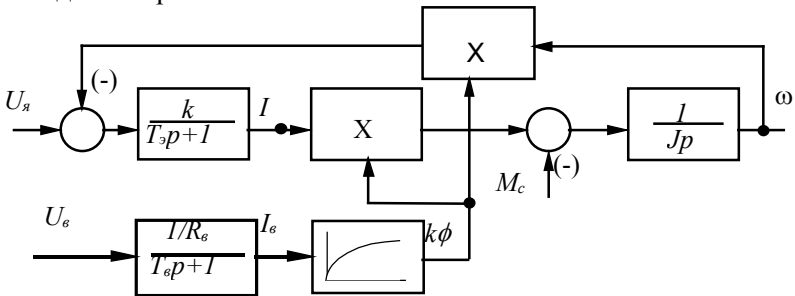 X
(-)
Uя
k
Tэp+1
I
X
1
Jp
ω
Mc
(-)
Uв
1/Rв
Tвp+1
Iв
kϕ